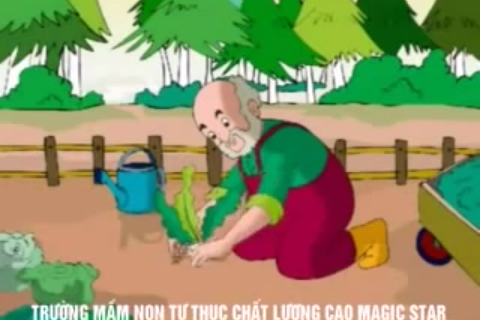 TRƯỜNG MẦM NON TƯ THỤC CHẤT LƯỢNG CAO MAGIC STAR